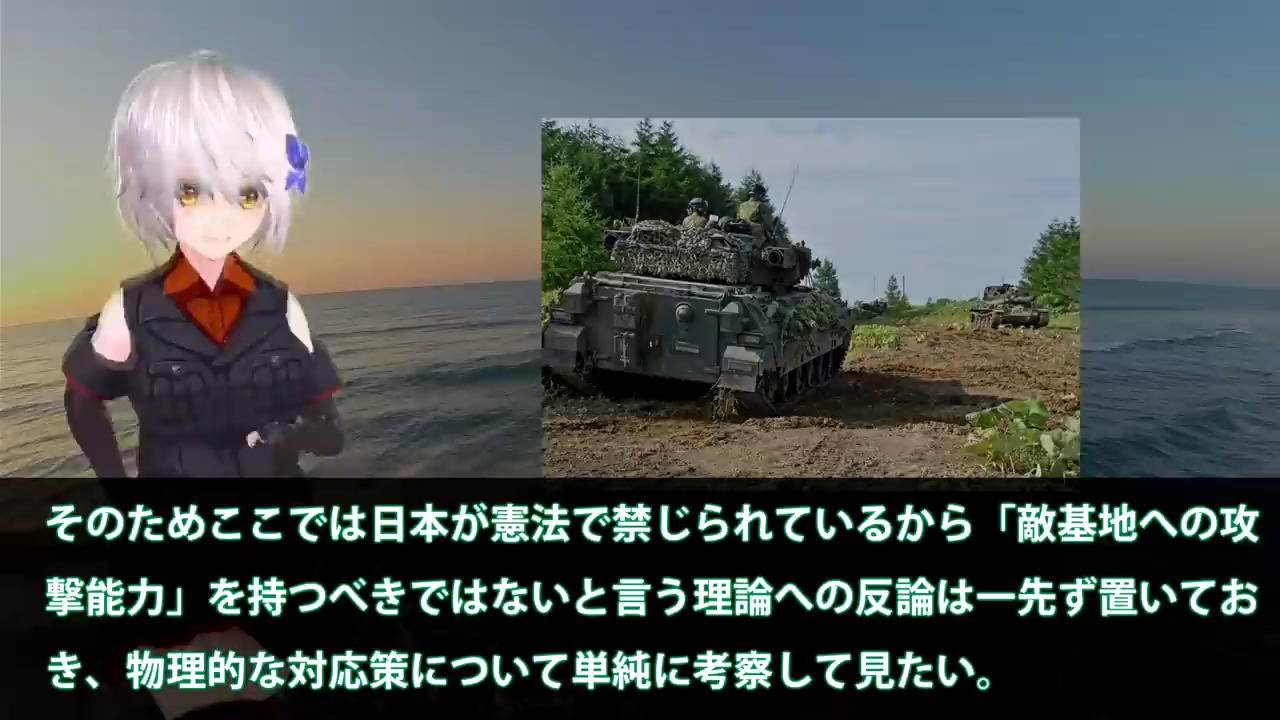 そのためここでは日本が憲法で禁じられているから「敵基地への攻
撃能力」を持つべきではないと言う理論への反論は一先ず置いてお
き、物理的な対応策について単純に考察して見たい。